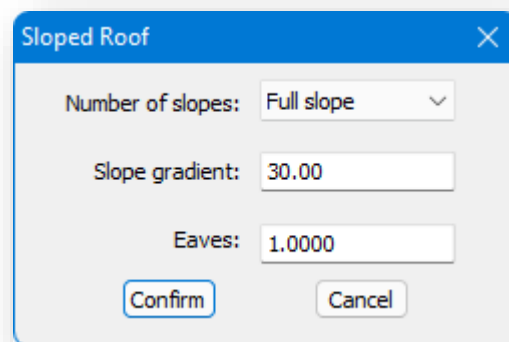 Sloped Roof
Number of slopes: Full slope
Slope gradient: 30.00
Eaves: 1.0000
Confirm Cancel